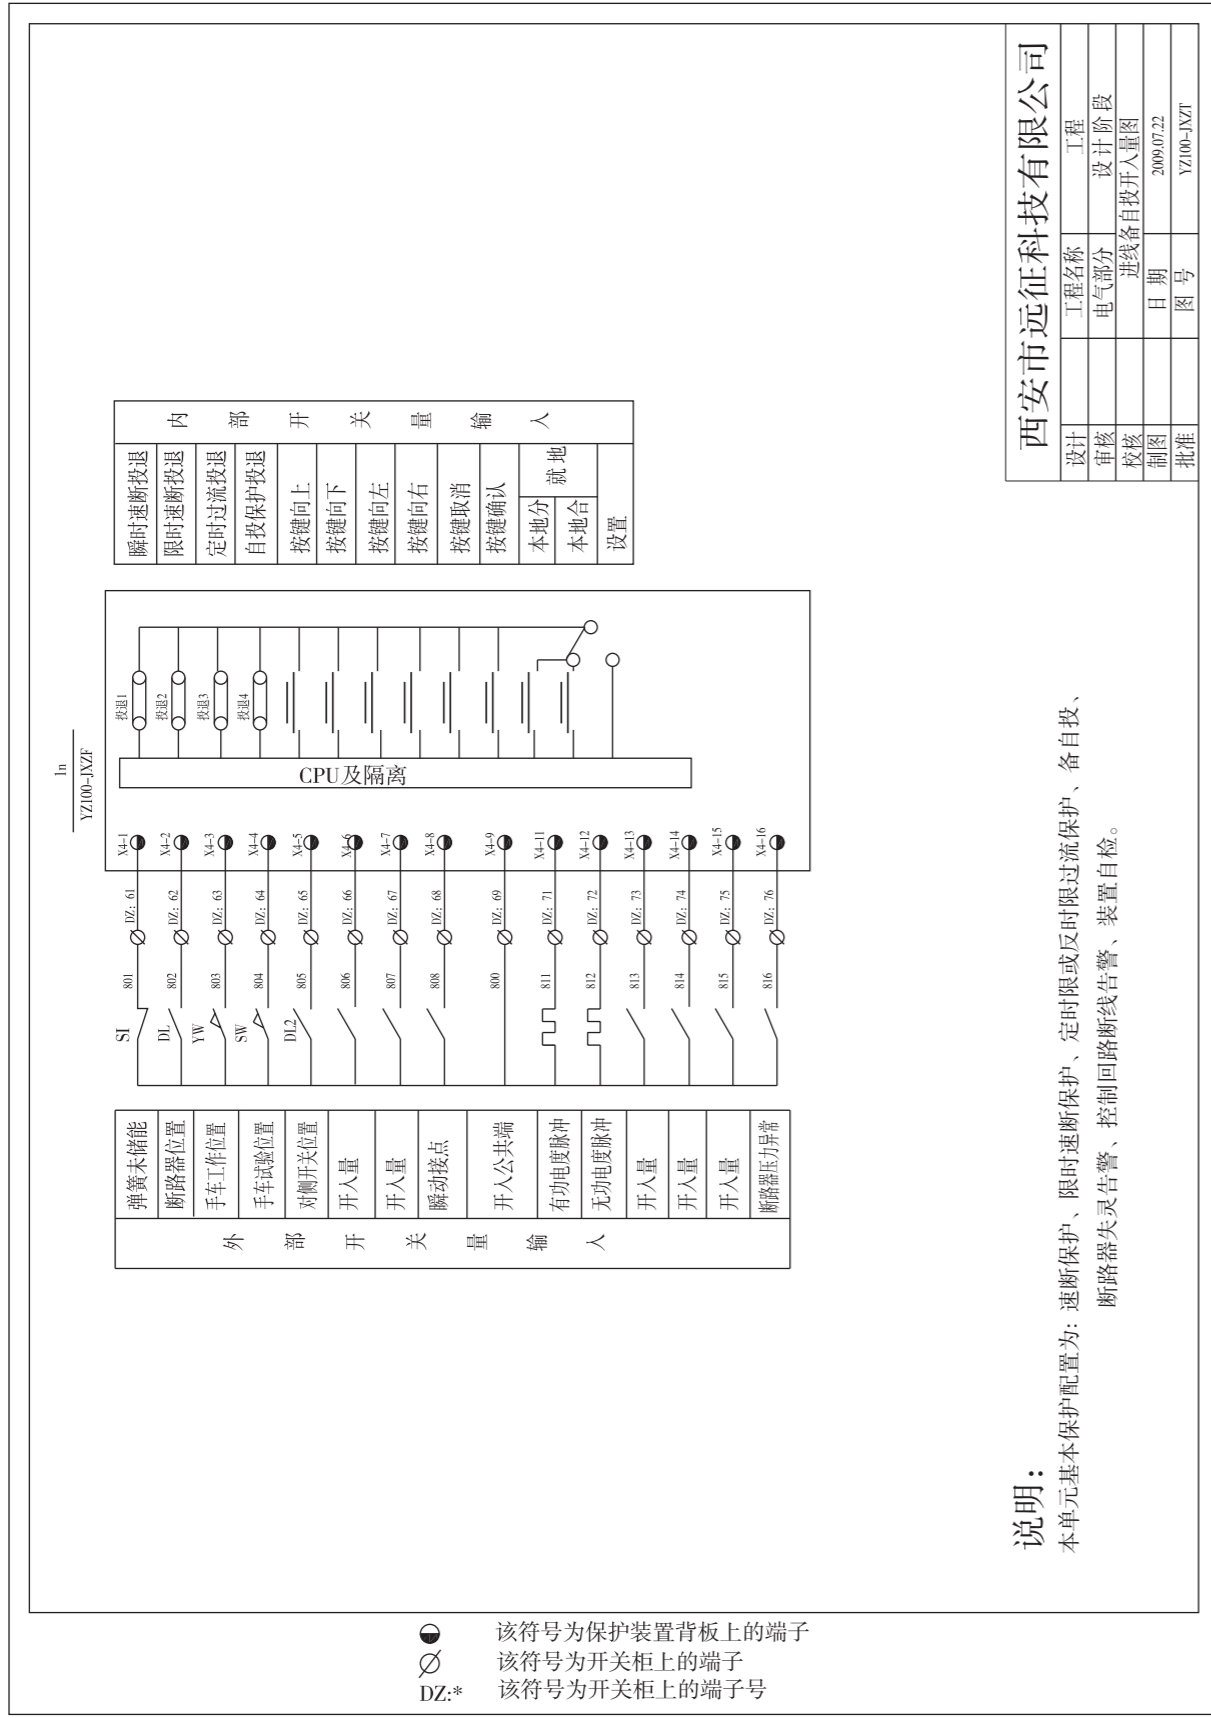 1n
YZ100-JXZF
瞬时速断投退
限时速断投退
定时过流投退
自投保护投退
按键向上
按键向下
按键向左
按键向右
按键取消
按键确认
本地分
本地合
就地
设置
内部开关量输入
投退1
投退2
投退3
投退4
CPU及隔离
X4-1
X4-2
X4-3
X4-4
X4-5
X4-6
X4-7
X4-8
X4-9
X4-11
X4-12
X4-13
X4-14
X4-15
X4-16
DZ: 61
DZ: 62
DZ: 63
DZ: 64
DZ: 65
DZ: 66
DZ: 67
DZ: 68
DZ: 69
DZ: 71
DZ: 72
DZ: 73
DZ: 74
DZ: 75
DZ: 76
801
802
803
804
805
806
807
808
800
811
812
813
814
815
816
SI
DL
YW
SW
DL2
弹簧未储能
断路器位置
手车工作位置
手车试验位置
对侧开关位置
开入量
开入量
瞬动接点
开入公共端
有功电度脉冲
无功电度脉冲
开入量
开入量
开入量
断路器压力异常
外部开关量输入
说明：
本单元基本保护配置为：速断保护、限时速断保护、定时限或反时限过流保护、备自投、
断路器失灵告警、控制回路断线告警、装置自检。
西安市远征科技有限公司
设计 工程名称 工程
审核 电气部分 设计阶段
校核 进线备自投开入量图
制图 日期 2009.07.22
批准 图号 YZ100-JXZT
该符号为保护装置背板上的端子
该符号为开关柜上的端子
DZ:* 该符号为开关柜上的端子号